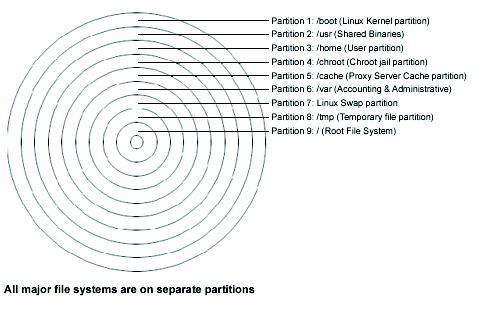 Partition 1: /boot (Linux Kernel partition)
Partition 2: /usr (Shared Binaries)
Partition 3: /home (User partition)
Partition 4: /chroot (Chroot jail partition)
Partition 5: /cache (Proxy Server Cache partition)
Partition 6: /var (Accounting & Administrative)
Partition 7: Linux Swap partition
Partition 8: /tmp (Temporary file partition)
Partition 9: / (Root File System)
All major file systems are on separate partitions